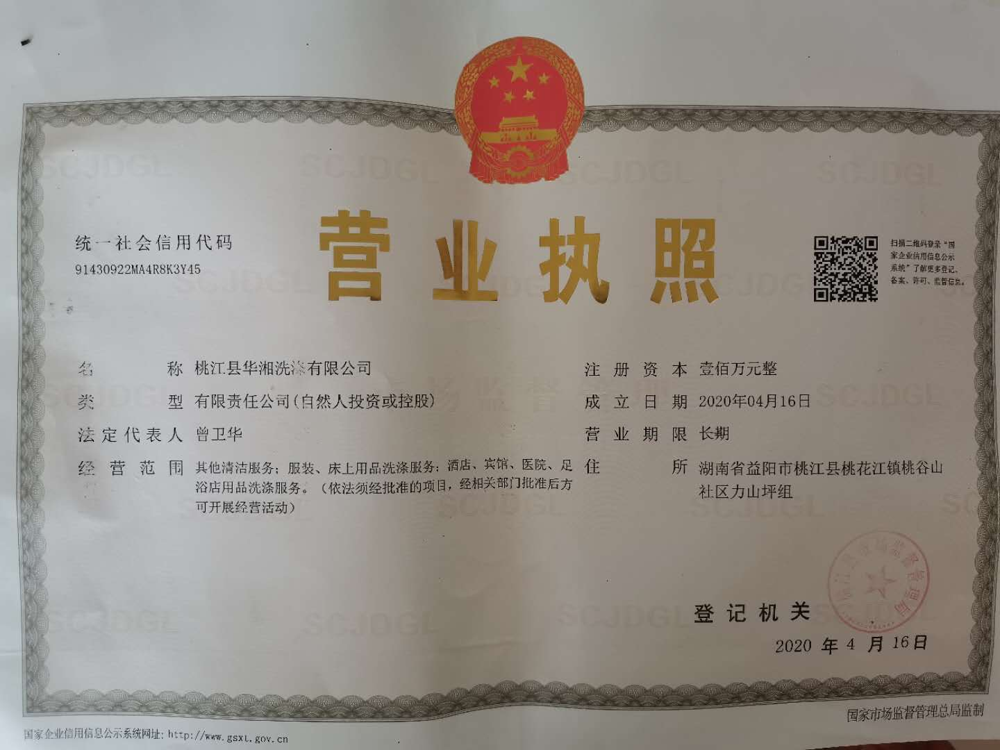 营业执照
统一社会信用代码
91430922MA4R8K3Y45
扫描二维码登录“国
家企业信用信息公示
系统”了解更多登记、
备案、许可、监管信息。
名称 桃江县华湘洗涤有限公司
类型 有限责任公司(自然人投资或控股)
法定代表人 曾卫华
经营范围 其他清洁服务；服装、床上用品洗涤服务；酒店、宾馆、医院、足
浴店用品洗涤服务。（依法须经批准的项目，经相关部门批准后方
可开展经营活动）
注册资本 壹佰万元整
成立日期 2020年04月16日
营业期限 长期
住所 湖南省益阳市桃江县桃花江镇桃谷山
社区力山坪组
桃江县市场监督管理局
登记机关
2020 年 4 月 16日
国家企业信用信息公示系统网址：http://www.gsxt.gov.cn
国家市场监督管理总局监制
SCJDGL